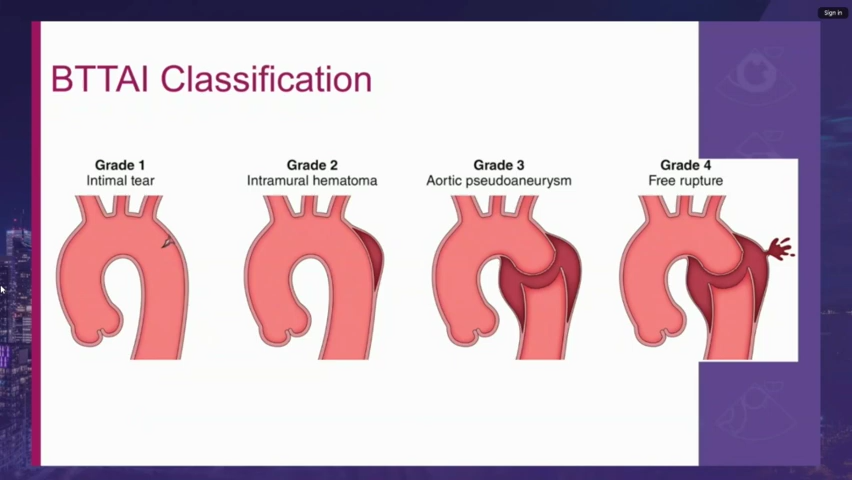 Sign in
BTTAI Classification
Grade 1
Intimal tear
Grade 2
Intramural hematoma
Grade 3
Aortic pseudoaneurysm
Grade 4
Free rupture